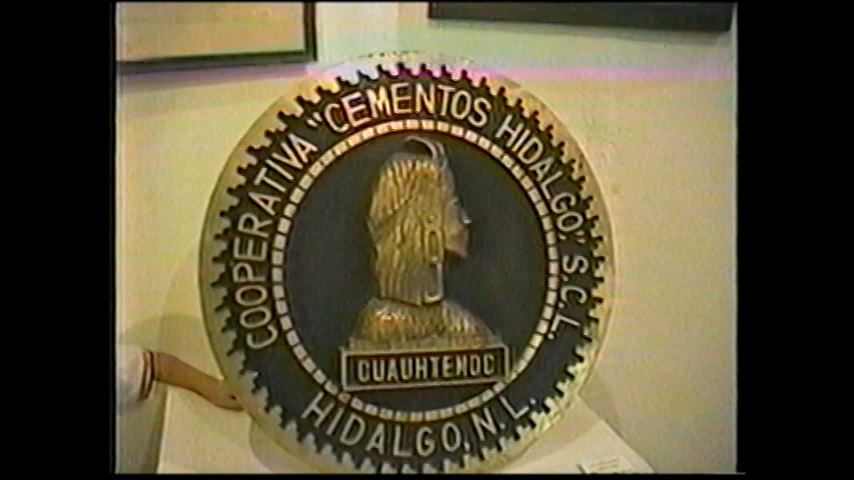 COOPERATIVA "CEMENTOS HIDALGO," S.C.L.
CUAUHTEMOC
HIDALGO, N.L.